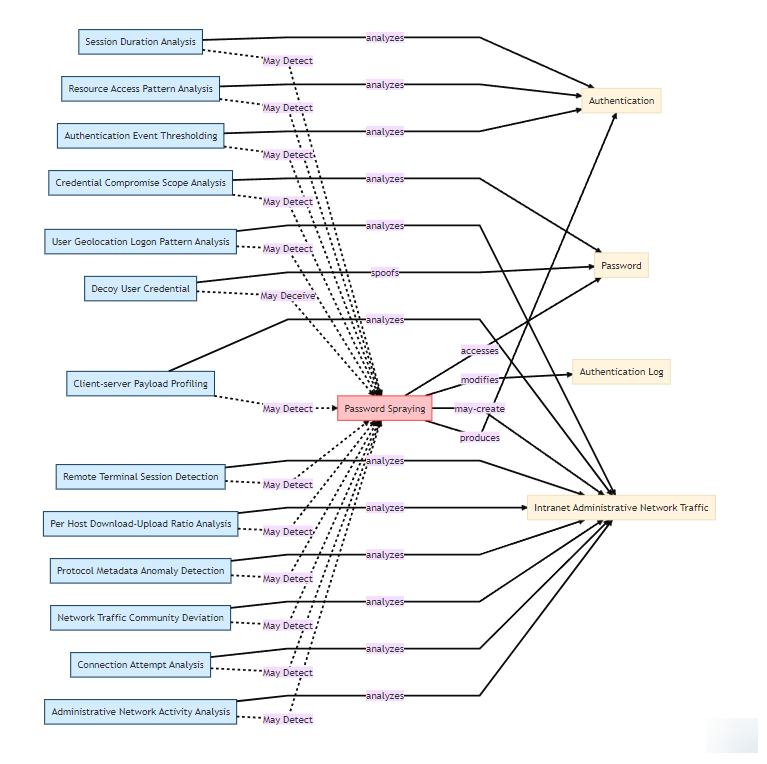 Session Duration Analysis
analyzes
May Detect
Resource Access Pattern Analysis
analyzes
Authentication
May Detect
Authentication Event Thresholding
analyzes
May Detect
Credential Compromise Scope Analysis
analyzes
May Detect
User Geolocation Logon Pattern Analysis
analyzes
May Detect
Password
Decoy User Credential
spoofs
May Deceive
analyzes
accesses
Authentication Log
Client-server Payload Profiling
modifies
May Detect
Password Spraying
may-create
produces
analyzes
Remote Terminal Session Detection
May Detect
analyzes
Intranet Administrative Network Traffic
Per Host Download-Upload Ratio Analysis
May Detect
analyzes
Protocol Metadata Anomaly Detection
May Detect
analyzes
Network Traffic Community Deviation
May Detect
analyzes
Connection Attempt Analysis
May Detect
analyzes
Administrative Network Activity Analysis
May Detect